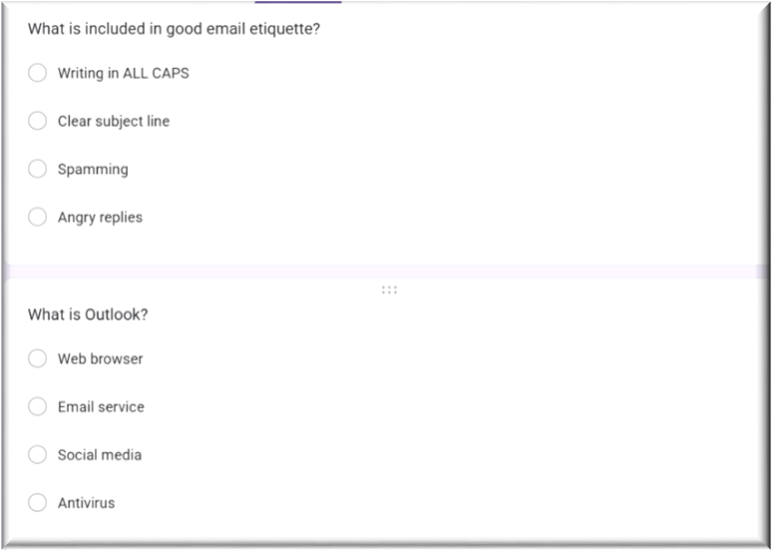 What is included in good email etiquette?
Writing in ALL CAPS
Clear subject line
Spamming
Angry replies
What is Outlook?
Web browser
Email service
Social media
Antivirus